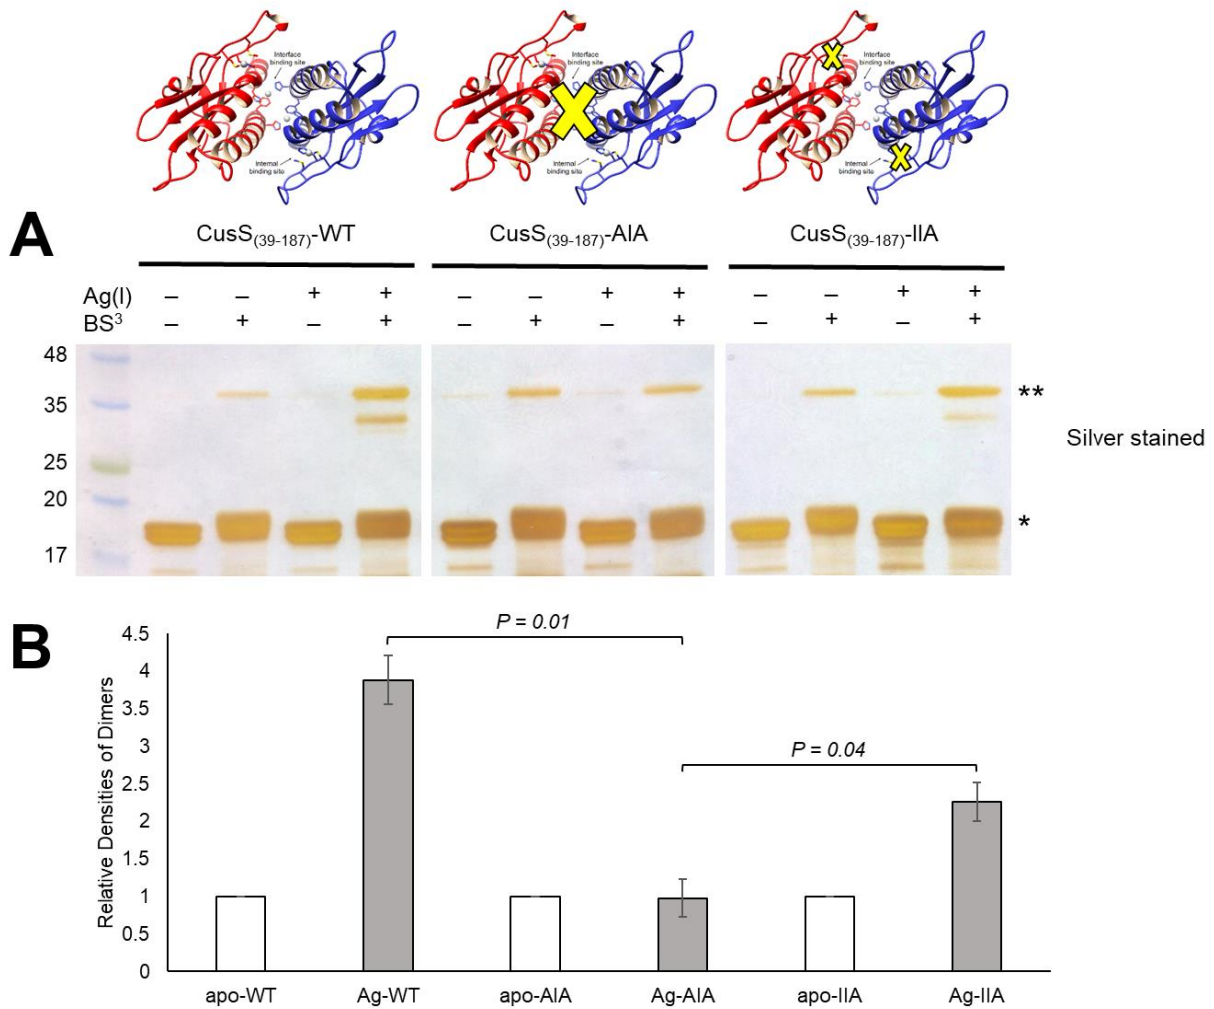 Interface
binding site
Internal
binding site
Interface
binding site
Internal
binding site
Interface
binding site
Internal
binding site
A
CusS(39-187)-WT CusS(39-187)-AIA CusS(39-187)-IIA
Ag(I) – – + + – – + + – – + +
BS³ – + – + – + – + – + – +
48
35 **
25 Silver stained
20
*
17
B
Relative Densities of Dimers
4.5
4
3.5
3
2.5
2
1.5
1
0.5
0
P = 0.01
P = 0.04
apo-WT Ag-WT apo-AIA Ag-AIA apo-IIA Ag-IIA